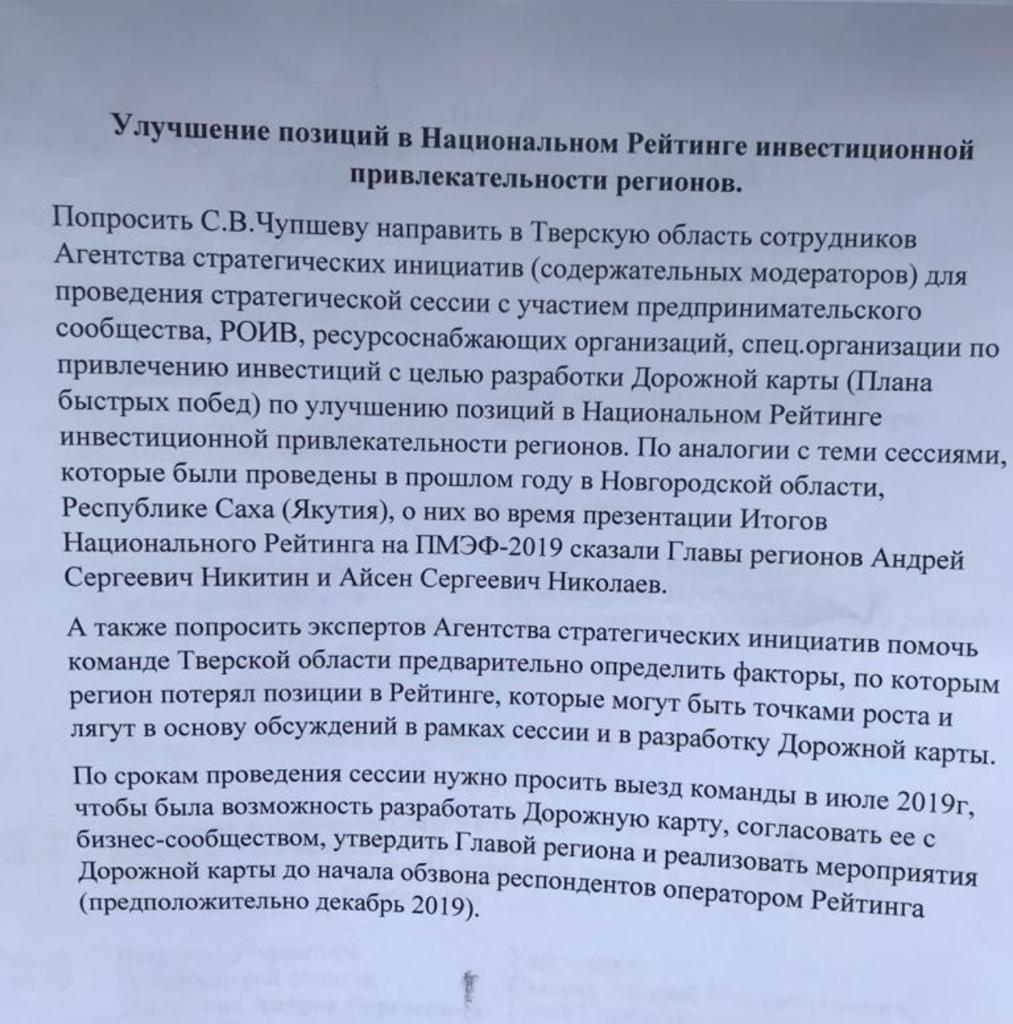 Улучшение позиций в Национальном Рейтинге инвестиционной
привлекательности регионов.
Попросить С.В.Чупшеву направить в Тверскую область сотрудников
Агентства стратегических инициатив (содержательных модераторов) для
проведения стратегической сессии с участием предпринимательского
сообщества, РОИВ, ресурсоснабжающих организаций, спец.организации по
привлечению инвестиций с целью разработки Дорожной карты (Плана
быстрых побед) по улучшению позиций в Национальном Рейтинге
инвестиционной привлекательности регионов. По аналогии с теми сессиями,
которые были проведены в прошлом году в Новгородской области,
Республике Саха (Якутия), о них во время презентации Итогов
Национального Рейтинга на ПМЭФ-2019 сказали Главы регионов Андрей
Сергеевич Никитин и Айсен Сергеевич Николаев.
А также попросить экспертов Агентства стратегических инициатив помочь
команде Тверской области предварительно определить факторы, по которым
регион потерял позиции в Рейтинге, которые могут быть точками роста и
лягут в основу обсуждений в рамках сессии и в разработку Дорожной карты.
По срокам проведения сессии нужно просить выезд команды в июле 2019г,
чтобы была возможность разработать Дорожную карту, согласовать ее с
бизнес-сообществом, утвердить Главой региона и реализовать мероприятия
Дорожной карты до начала обзвона респондентов оператором Рейтинга
(предположительно декабрь 2019).